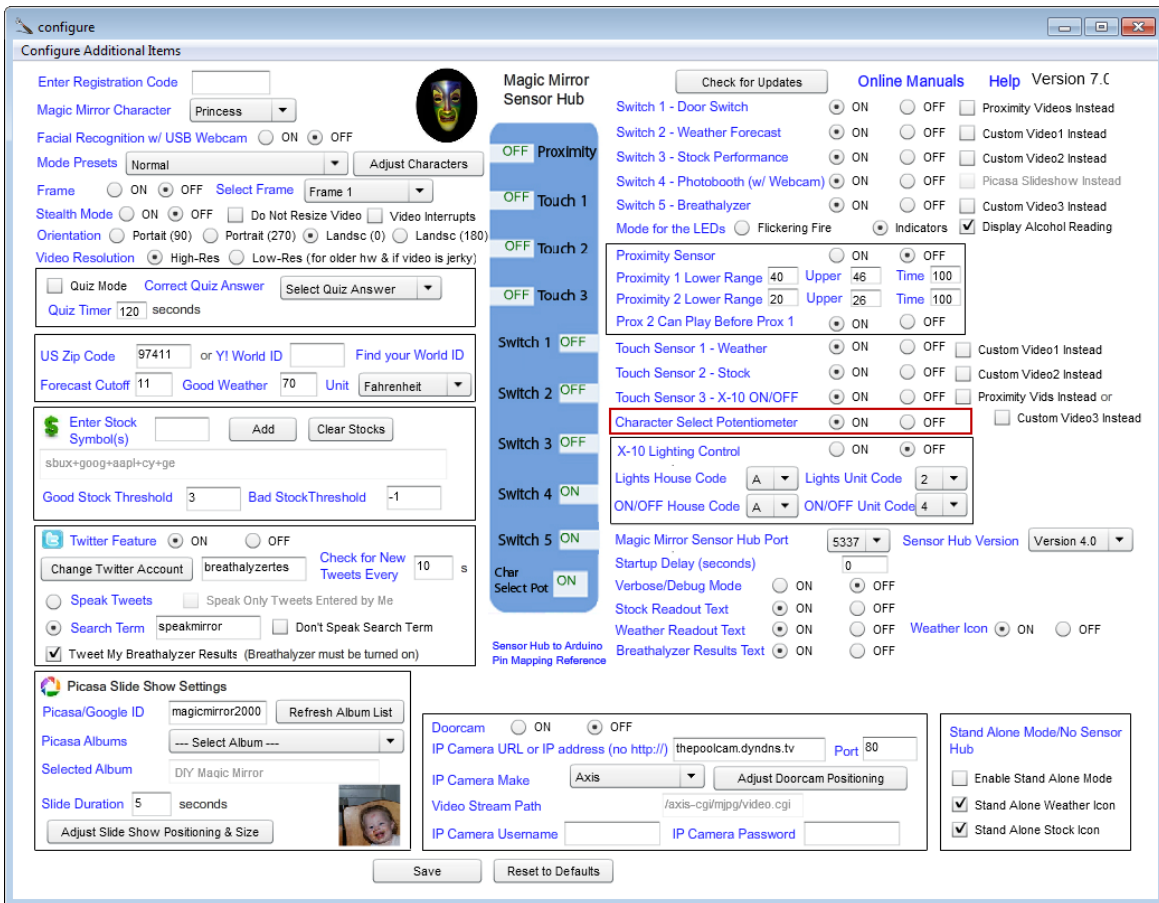 configure
Configure Additional Items
Enter Registration Code
Magic Mirror Character Princess
Facial Recognition w/ USB Webcam ON OFF
Mode Presets Normal Adjust Characters
Frame ON OFF Select Frame Frame 1
Stealth Mode ON OFF Do Not Resize Video Video Interrupts
Orientation Portait (90) Portrait (270) Landsc (0) Landsc (180)
Video Resolution High-Res Low-Res (for older hw & if video is jerky)
Quiz Mode Correct Quiz Answer Select Quiz Answer
Quiz Timer 120 seconds
US Zip Code 97411 or Y! World ID Find your World ID
Forecast Cutoff 11 Good Weather 70 Unit Fahrenheit
Enter Stock
Symbol(s) Add Clear Stocks
sbux+goog+aapl+cy+ge
Good Stock Threshold 3 Bad StockThreshold -1
Twitter Feature ON OFF
Change Twitter Account breathalyzertes Check for New
Tweets Every 10 s
Speak Tweets Speak Only Tweets Entered by Me
Search Term speakmirror Don't Speak Search Term
Tweet My Breathalyzer Results (Breathalyzer must be turned on)
Picasa Slide Show Settings
Picasa/Google ID magicmirror2000 Refresh Album List
Picasa Albums --- Select Album ---
Selected Album DIY Magic Mirror
Slide Duration 5 seconds
Adjust Slide Show Positioning & Size
Magic Mirror
Sensor Hub
OFF Proximity
OFF Touch 1
OFF Touch 2
OFF Touch 3
Switch 1 OFF
Switch 2 OFF
Switch 3 OFF
Switch 4 ON
Switch 5 ON
Char
Select Pot ON
Sensor Hub to Arduino
Pin Mapping Reference
Check for Updates Online Manuals Help Version 7.0
Switch 1 - Door Switch ON OFF Proximity Videos Instead
Switch 2 - Weather Forecast ON OFF Custom Video1 Instead
Switch 3 - Stock Performance ON OFF Custom Video2 Instead
Switch 4 - Photobooth (w/ Webcam) ON OFF Picasa Slideshow Instead
Switch 5 - Breathalyzer ON OFF Custom Video3 Instead
Mode for the LEDs Flickering Fire Indicators Display Alcohol Reading
Proximity Sensor ON OFF
Proximity 1 Lower Range 40 Upper 46 Time 100
Proximity 2 Lower Range 20 Upper 26 Time 100
Prox 2 Can Play Before Prox 1 ON OFF
Touch Sensor 1 - Weather ON OFF Custom Video1 Instead
Touch Sensor 2 - Stock ON OFF Custom Video2 Instead
Touch Sensor 3 - X-10 ON/OFF ON OFF Proximity Vids Instead or
Character Select Potentiometer ON OFF Custom Video3 Instead
X-10 Lighting Control ON OFF
Lights House Code A Lights Unit Code 2
ON/OFF House Code A ON/OFF Unit Code 4
Magic Mirror Sensor Hub Port 5337 Sensor Hub Version Version 4.0
Startup Delay (seconds) 0
Verbose/Debug Mode ON OFF
Stock Readout Text ON OFF
Weather Readout Text ON OFF Weather Icon ON OFF
Breathalyzer Results Text ON OFF
Doorcam ON OFF
IP Camera URL or IP address (no http://) thepoolcam.dyndns.tv Port 80
IP Camera Make Axis Adjust Doorcam Positioning
Video Stream Path /axis-cgi/mjpg/video.cgi
IP Camera Username IP Camera Password
Stand Alone Mode/No Sensor
Hub
Enable Stand Alone Mode
Stand Alone Weather Icon
Stand Alone Stock Icon
Save Reset to Defaults